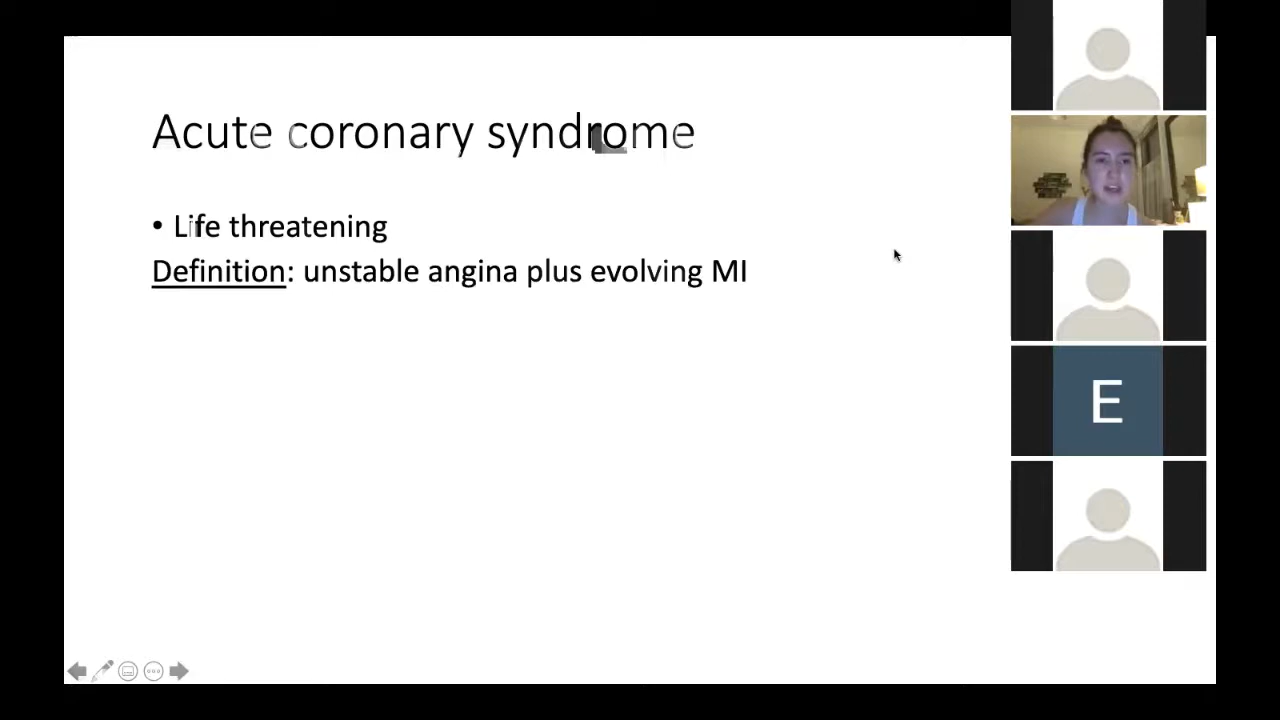 Acute coronary syndrome
• Life threatening
Definition: unstable angina plus evolving MI
E